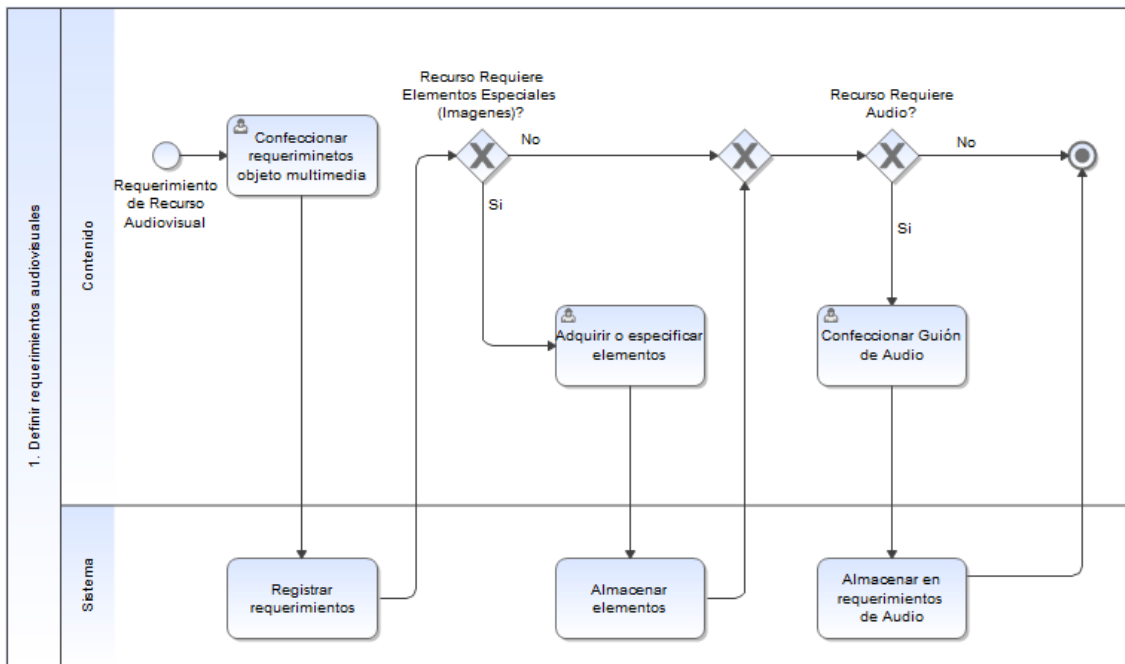 1. Definir requerimientos audiovisuales
Contenido
Sistema
Requerimiento
de Recurso
Audiovisual
Confeccionar
requeriminetos
objeto multimedia
Registrar
requerimientos
Recurso Requiere
Elementos Especiales
(Imagenes)?
No
Si
Adquirir o especificar
elementos
Almacenar
elementos
Recurso Requiere
Audio?
No
Si
Confeccionar Guión
de Audio
Almacenar en
requerimientos
de Audio